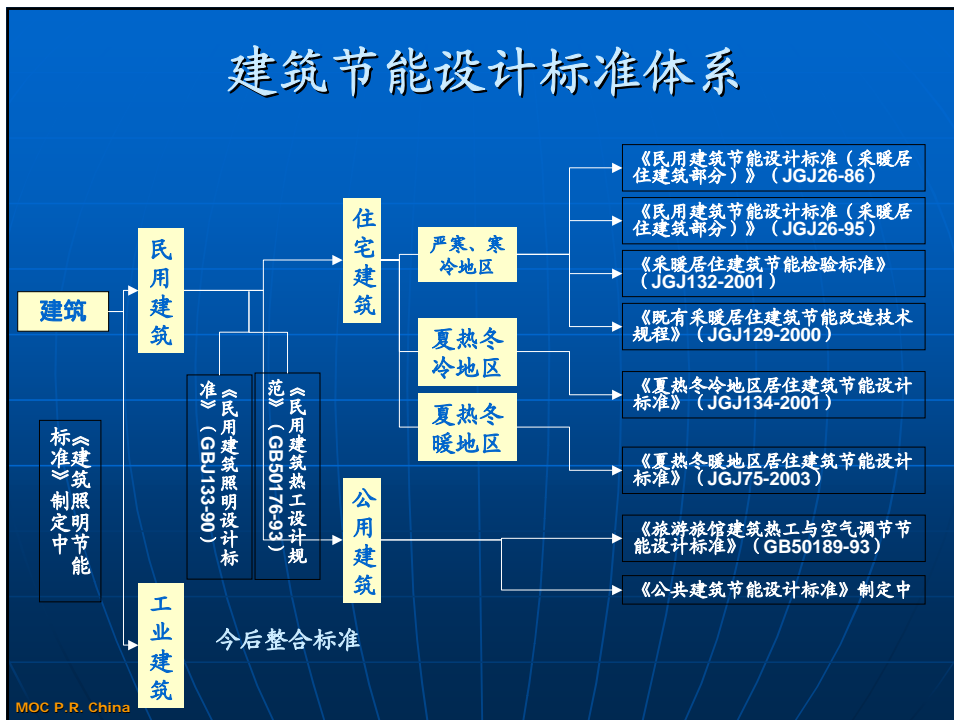 建筑节能设计标准体系
建筑
民用建筑
工业建筑
《建筑照明节能
标准》制定中
《民用建筑照明设计标
准》（GBJ133-90）
《民用建筑热工设计规
范》（GB50176-93）
住宅建筑
公用建筑
严寒、寒
冷地区
夏热冬
冷地区
夏热冬
暖地区
《民用建筑节能设计标准（采暖居
住建筑部分）》（JGJ26-86）
《民用建筑节能设计标准（采暖居
住建筑部分）》（JGJ26-95）
《采暖居住建筑节能检验标准》
（JGJ132-2001）
《既有采暖居住建筑节能改造技术
规程》（JGJ129-2000）
《夏热冬冷地区居住建筑节能设计
标准》（JGJ134-2001）
《夏热冬暖地区居住建筑节能设计
标准》（JGJ75-2003）
《旅游旅馆建筑热工与空气调节节
能设计标准》（GB50189-93）
《公共建筑节能设计标准》制定中
今后整合标准
MOC P.R. China